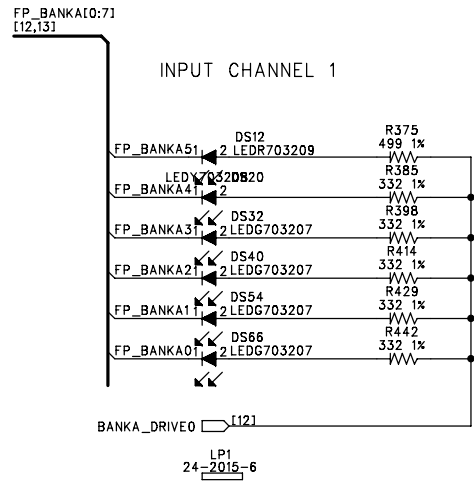 FP_BANKA[0:7]
[12,13]
INPUT CHANNEL 1
R375
499 1%
DS12
FP_BANKA5 1 2 LEDR703209
R385
332 1%
LEDY703208 DS20
FP_BANKA4 1 2
R398
332 1%
DS32
FP_BANKA3 1 2 LEDG703207
R414
332 1%
DS40
FP_BANKA2 1 2 LEDG703207
R429
332 1%
DS54
FP_BANKA1 1 2 LEDG703207
R442
332 1%
DS66
FP_BANKA0 1 2 LEDG703207
BANKA_DRIVE0 [12]
LP1
24-2015-6